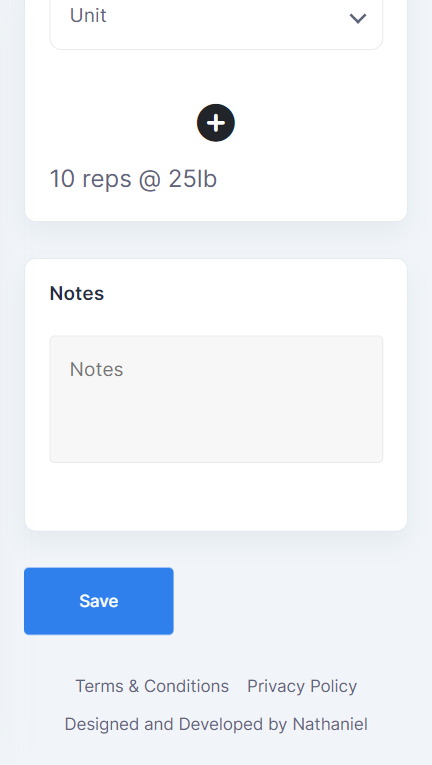 Unit
10 reps @ 25lb
Notes
Notes
Save
Terms & Conditions Privacy Policy
Designed and Developed by Nathaniel